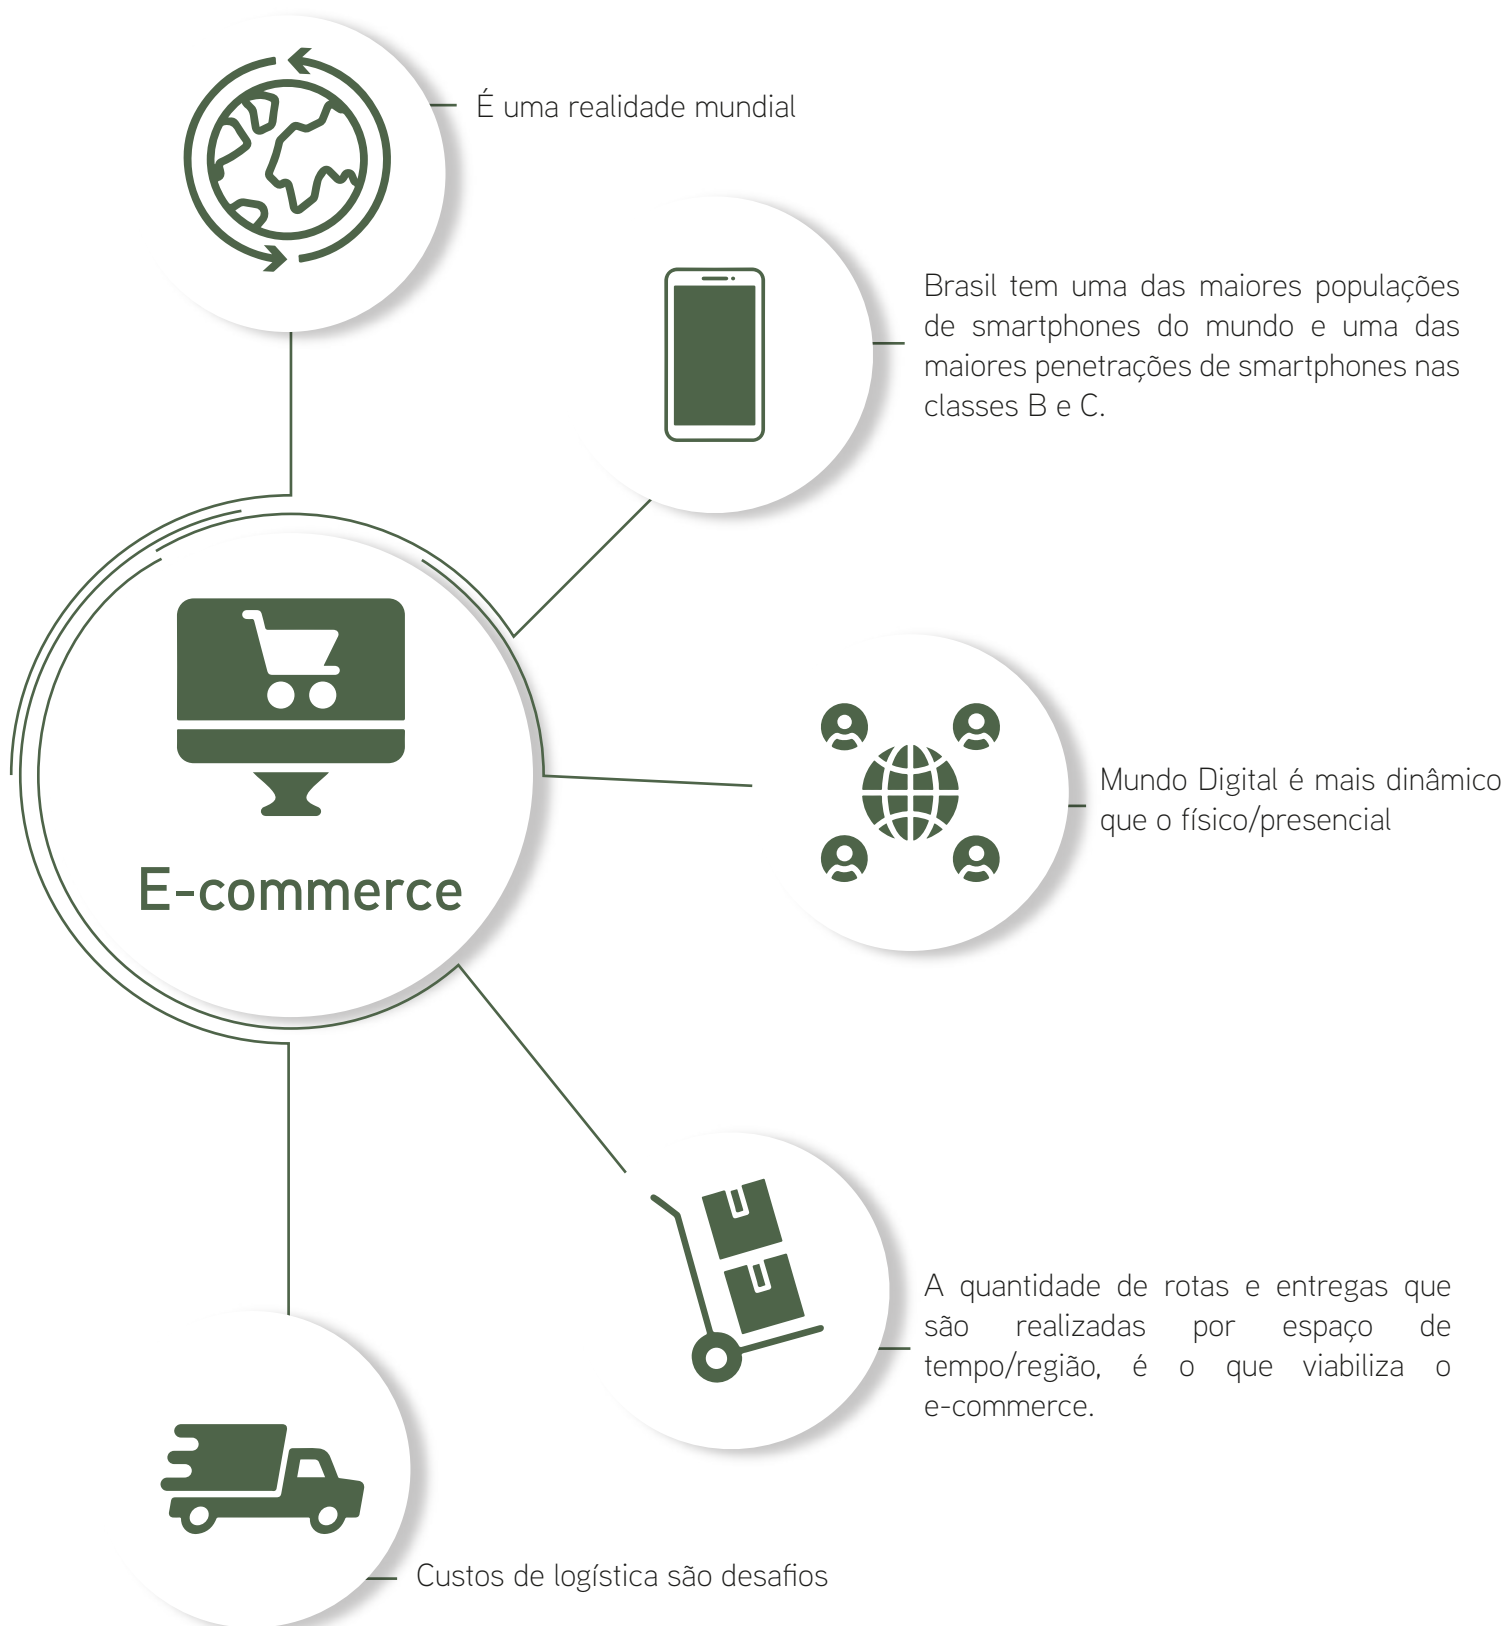 É uma realidade mundial
Brasil tem uma das maiores populações
de smartphones do mundo e uma das
maiores penetrações de smartphones nas
classes B e C.
Mundo Digital é mais dinâmico
que o físico/presencial
E-commerce
A quantidade de rotas e entregas que
são realizadas por espaço de
tempo/região, é o que viabiliza o
e-commerce.
Custos de logística são desafios